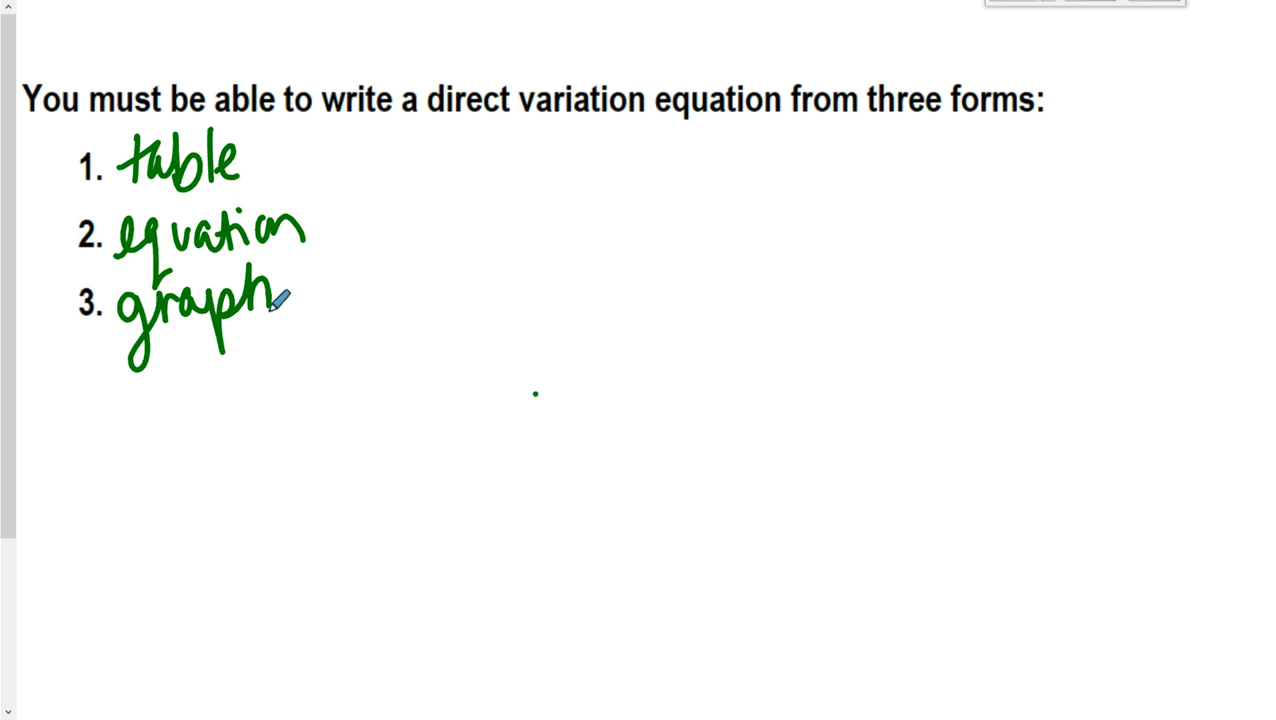 You must be able to write a direct variation equation from three forms:
1. table
2. equation
3. graph